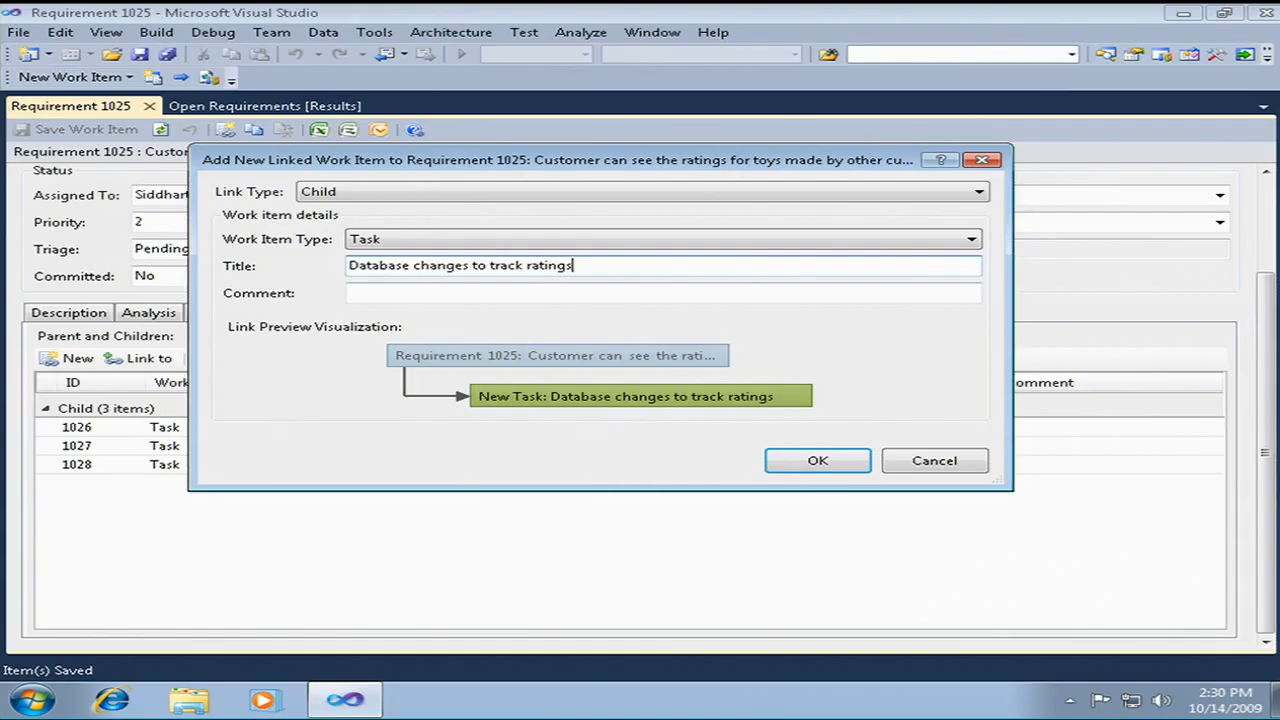 Requirement 1025 - Microsoft Visual Studio
File Edit View Build Debug Team Data Tools Architecture Test Analyze Window Help
New Work Item
Requirement 1025 Open Requirements [Results]
Save Work Item
Requirement 1025 : Custor
Add New Linked Work Item to Requirement 1025: Customer can see the ratings for toys made by other cu...
Status
Link Type: Child
Assigned To: Siddhart
Work item details
Priority: 2
Work Item Type: Task
Triage: Pending
Title: Database changes to track ratings
Committed: No
Comment:
Description Analysis
Link Preview Visualization:
Parent and Children:
Requirement 1025: Customer can see the rati...
New Link to
ID Work omment
New Task: Database changes to track ratings
Child (3 items)
1026 Task
1027 Task
1028 Task
OK Cancel
Item(s) Saved
2:30 PM
10/14/2009